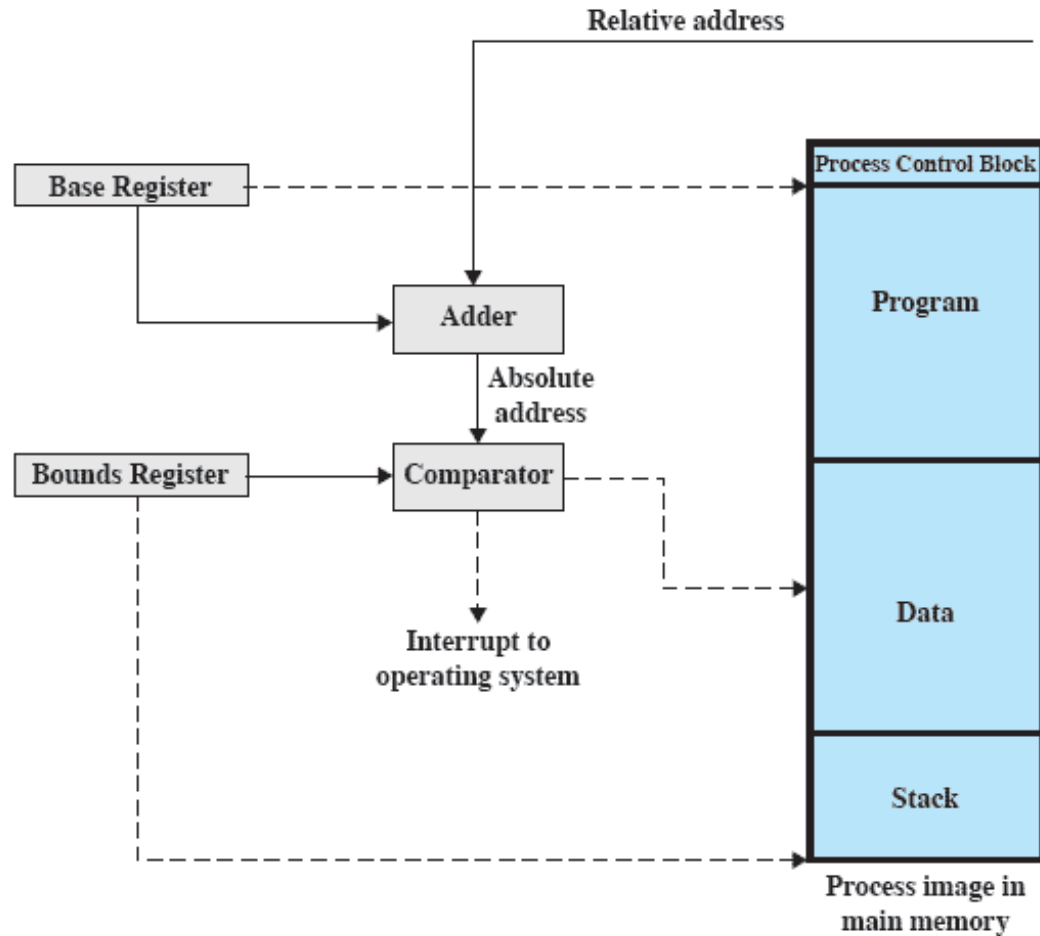 Relative address
Process Control Block
Base Register
Program
Adder
Absolute
address
Bounds Register
Comparator
Data
Interrupt to
operating system
Stack
Process image in
main memory